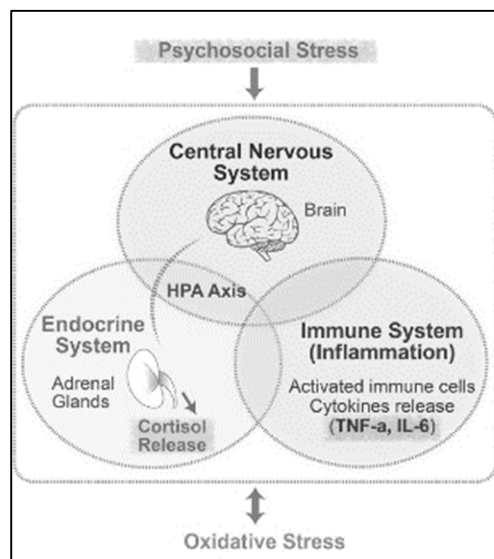 Psychosocial Stress
Central Nervous
System
Brain
HPA Axis
Endocrine
System
Adrenal
Glands
Cortisol
Release
Immune System
(Inflammation)
Activated immune cells
Cytokines release
(TNF-a, IL-6)
Oxidative Stress